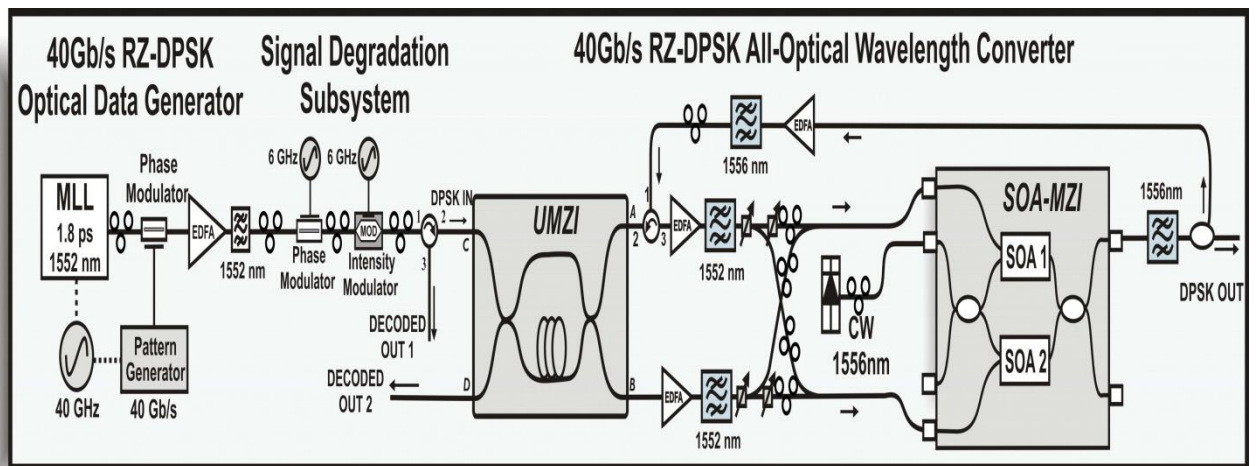 40Gb/s RZ-DPSK
Optical Data Generator
Signal Degradation
Subsystem
40Gb/s RZ-DPSK All-Optical Wavelength Converter
MLL
1.8 ps
1552 nm
Phase
Modulator
EDFA
1552 nm
40 GHz
Pattern
Generator
40 Gb/s
6 GHz
6 GHz
Phase
Modulator
MOD
Intensity
Modulator
1
2
3
DPSK IN
DECODED
OUT 1
DECODED
OUT 2
C
D
UMZI
A
B
1
2
3
EDFA
1552 nm
EDFA
1552 nm
1556 nm
EDFA
CW
1556nm
SOA-MZI
SOA 1
SOA 2
1556nm
DPSK OUT